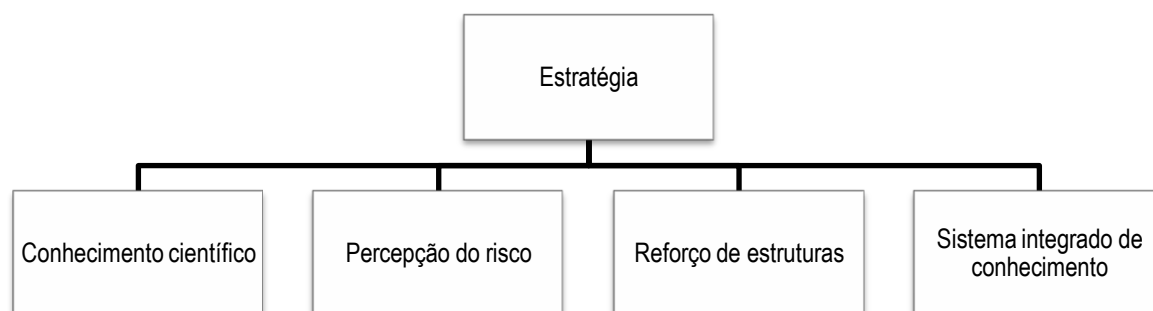 Estratégia
Conhecimento científico
Percepção do risco
Reforço de estruturas
Sistema integrado de
conhecimento